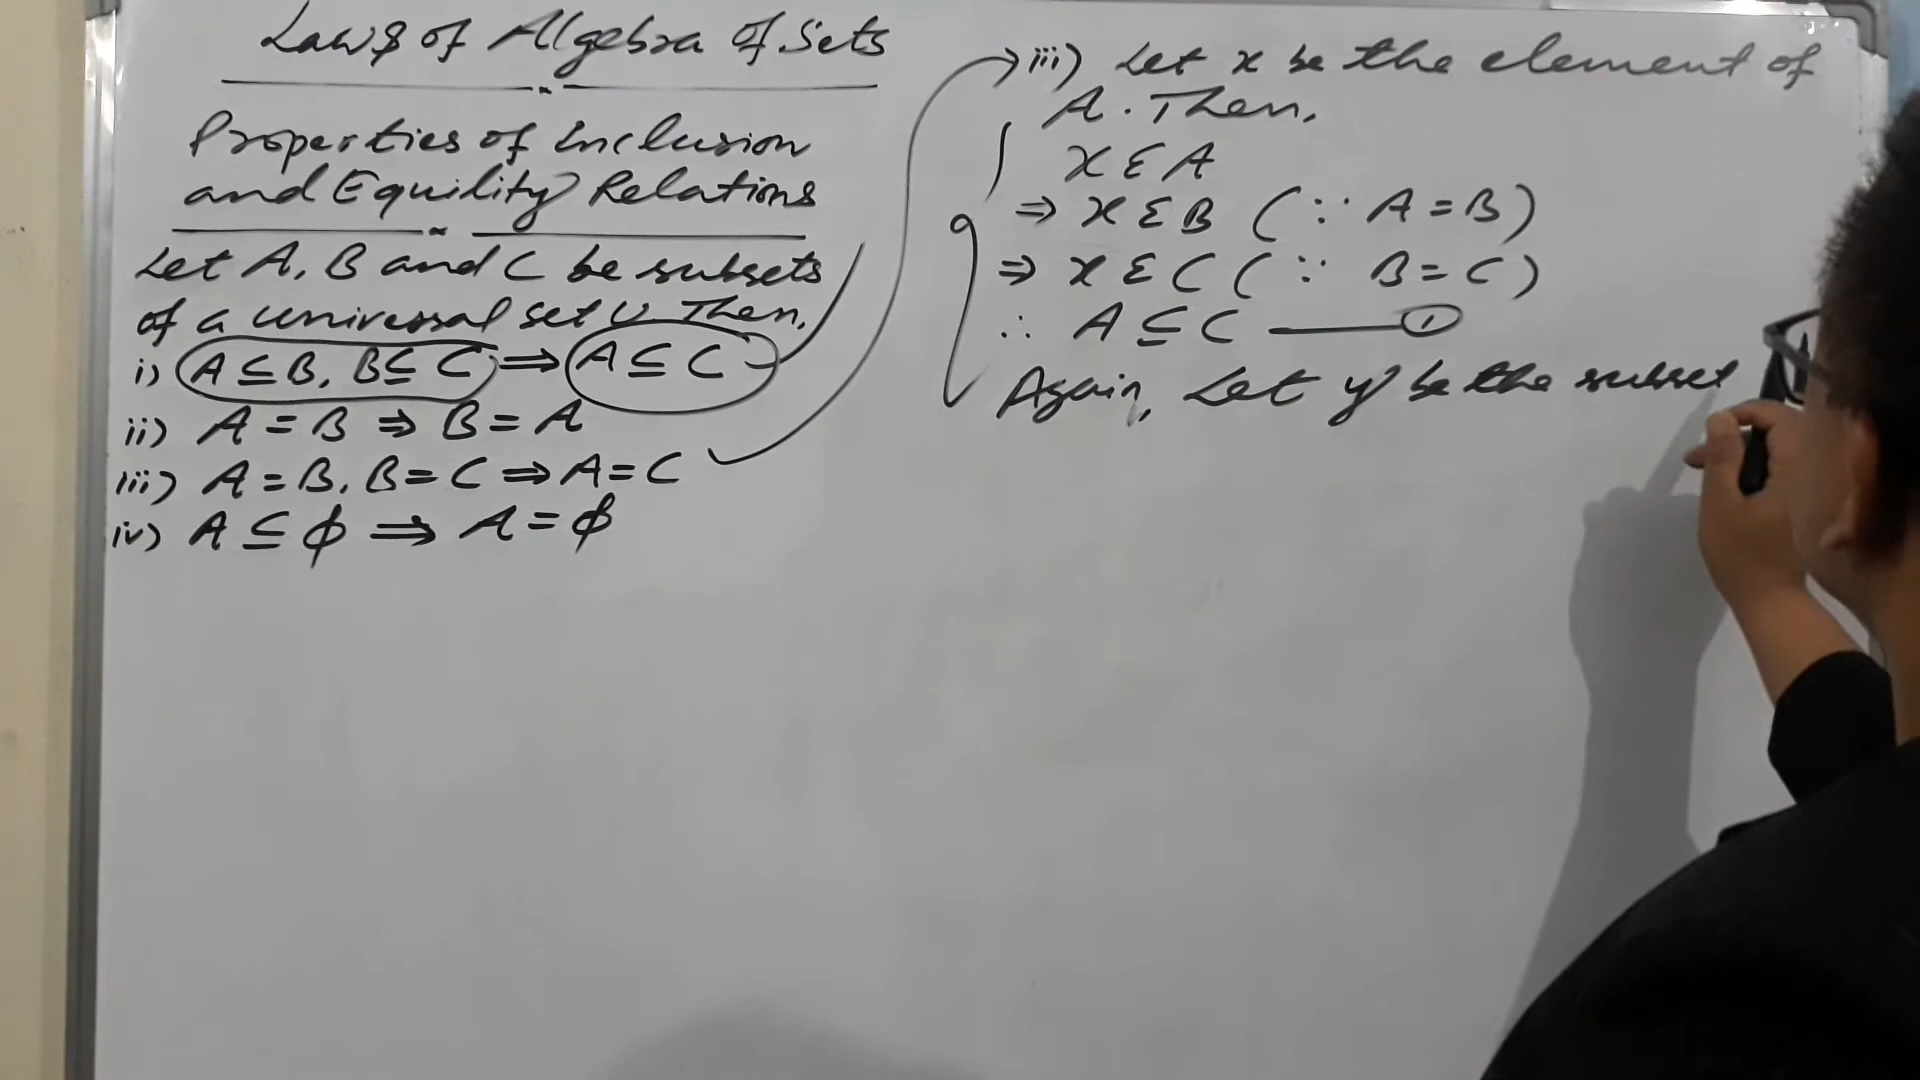 Laws of Algebra of Sets
Properties of Inclusion
and Equility Relations
Let A, B and C be subsets
of a universal set U. Then,
i) A ⊆ B, B ⊆ C ⇒ A ⊆ C
ii) A = B ⇒ B = A
iii) A = B, B = C ⇒ A = C
iv) A ⊆ ϕ ⇒ A = ϕ
iii) Let x be the element of
A. Then,
x ∈ A
⇒ x ∈ B (∵ A = B)
⇒ x ∈ C (∵ B = C)
∴ A ⊆ C —— ①
Again, Let y be the subset